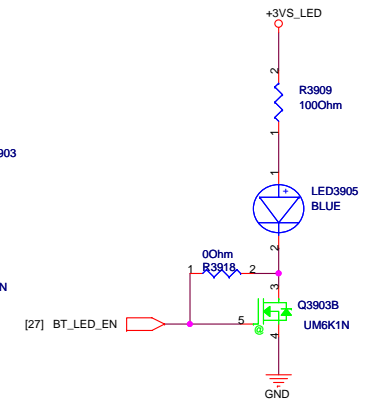 +3VS_LED
2
R3909
100Ohm
1
903
1
LED3905
BLUE
2
0Ohm
1 R3918 2
3
N
Q3903B
[27] BT_LED_EN
5
UM6K1N
@
4
GND